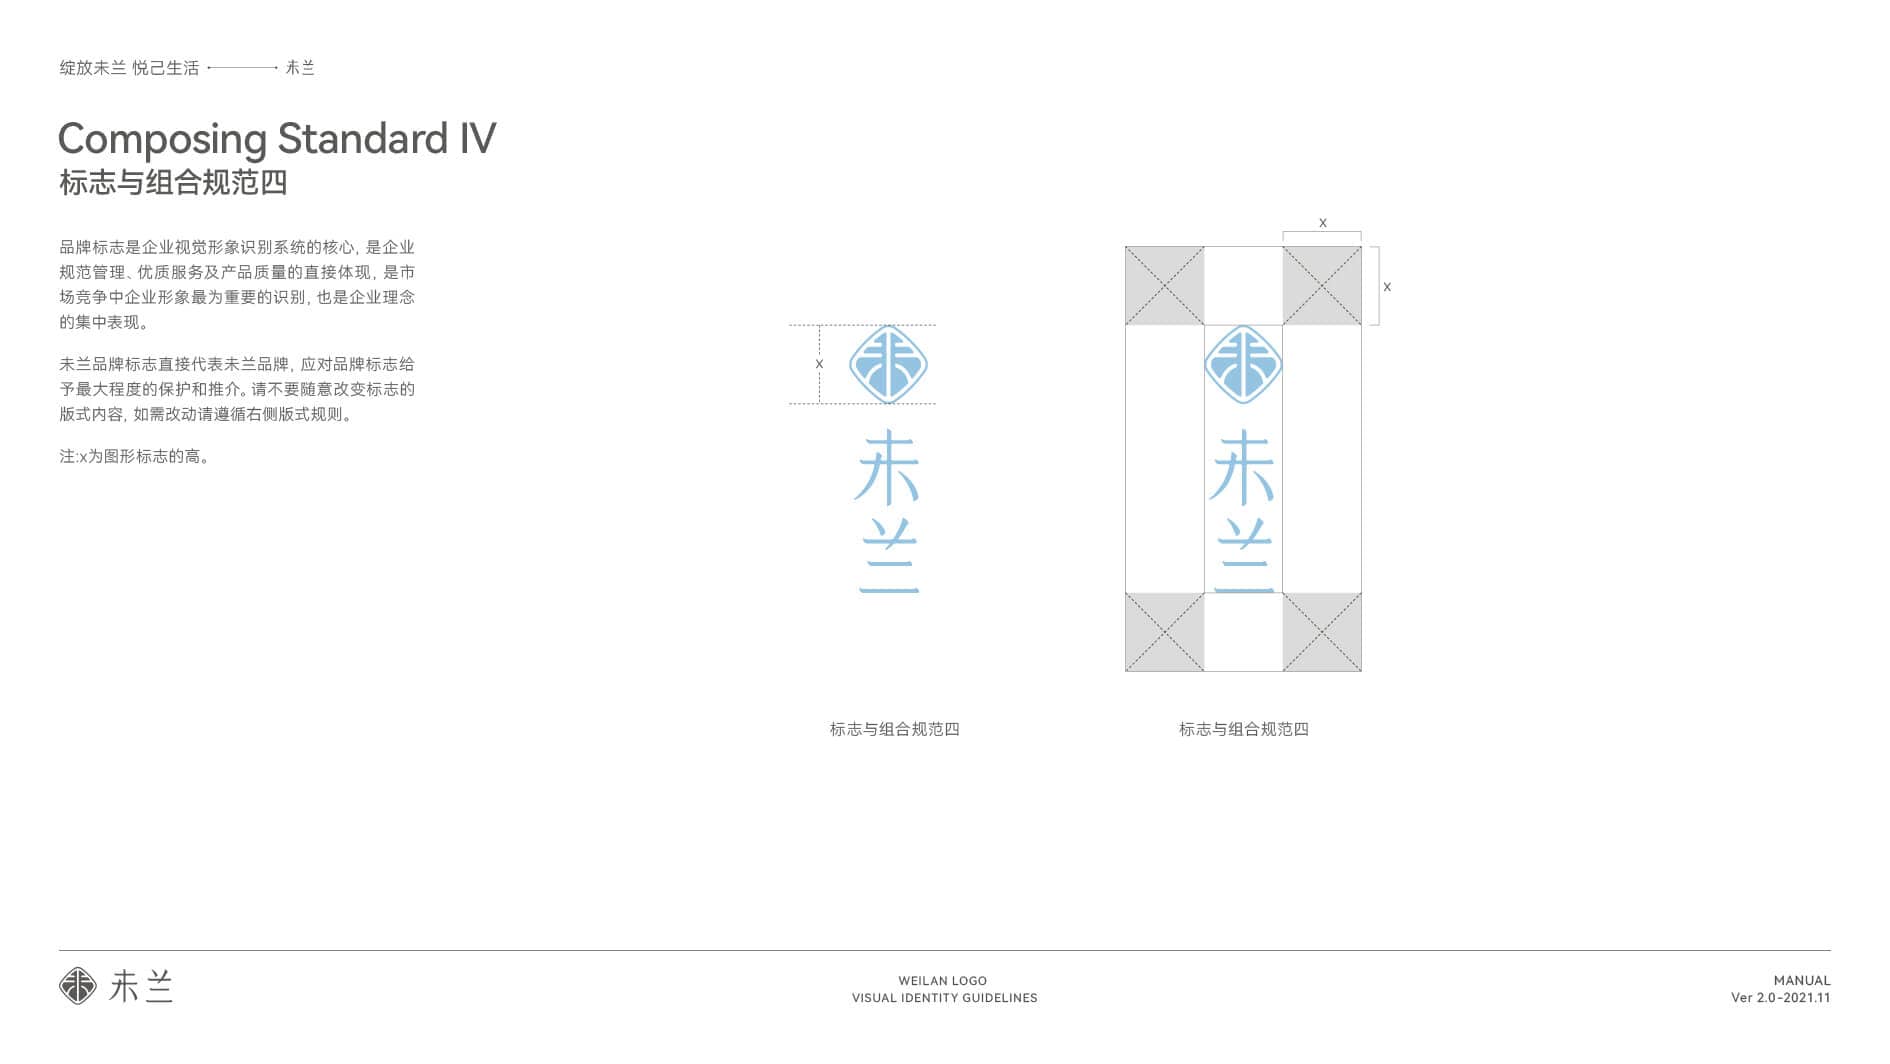 绽放未兰 悦己生活 未兰
Composing Standard IV
标志与组合规范四
品牌标志是企业视觉形象识别系统的核心, 是企业
规范管理、优质服务及产品质量的直接体现, 是市
场竞争中企业形象最为重要的识别, 也是企业理念
的集中表现。
未兰品牌标志直接代表未兰品牌, 应对品牌标志给
予最大程度的保护和推介。请不要随意改变标志的
版式内容, 如需改动请遵循右侧版式规则。
注:x为图形标志的高。
X
未
兰
标志与组合规范四
X
X
未
兰
标志与组合规范四
未兰
WEILAN LOGO
VISUAL IDENTITY GUIDELINES
MANUAL
Ver 2.0-2021.11